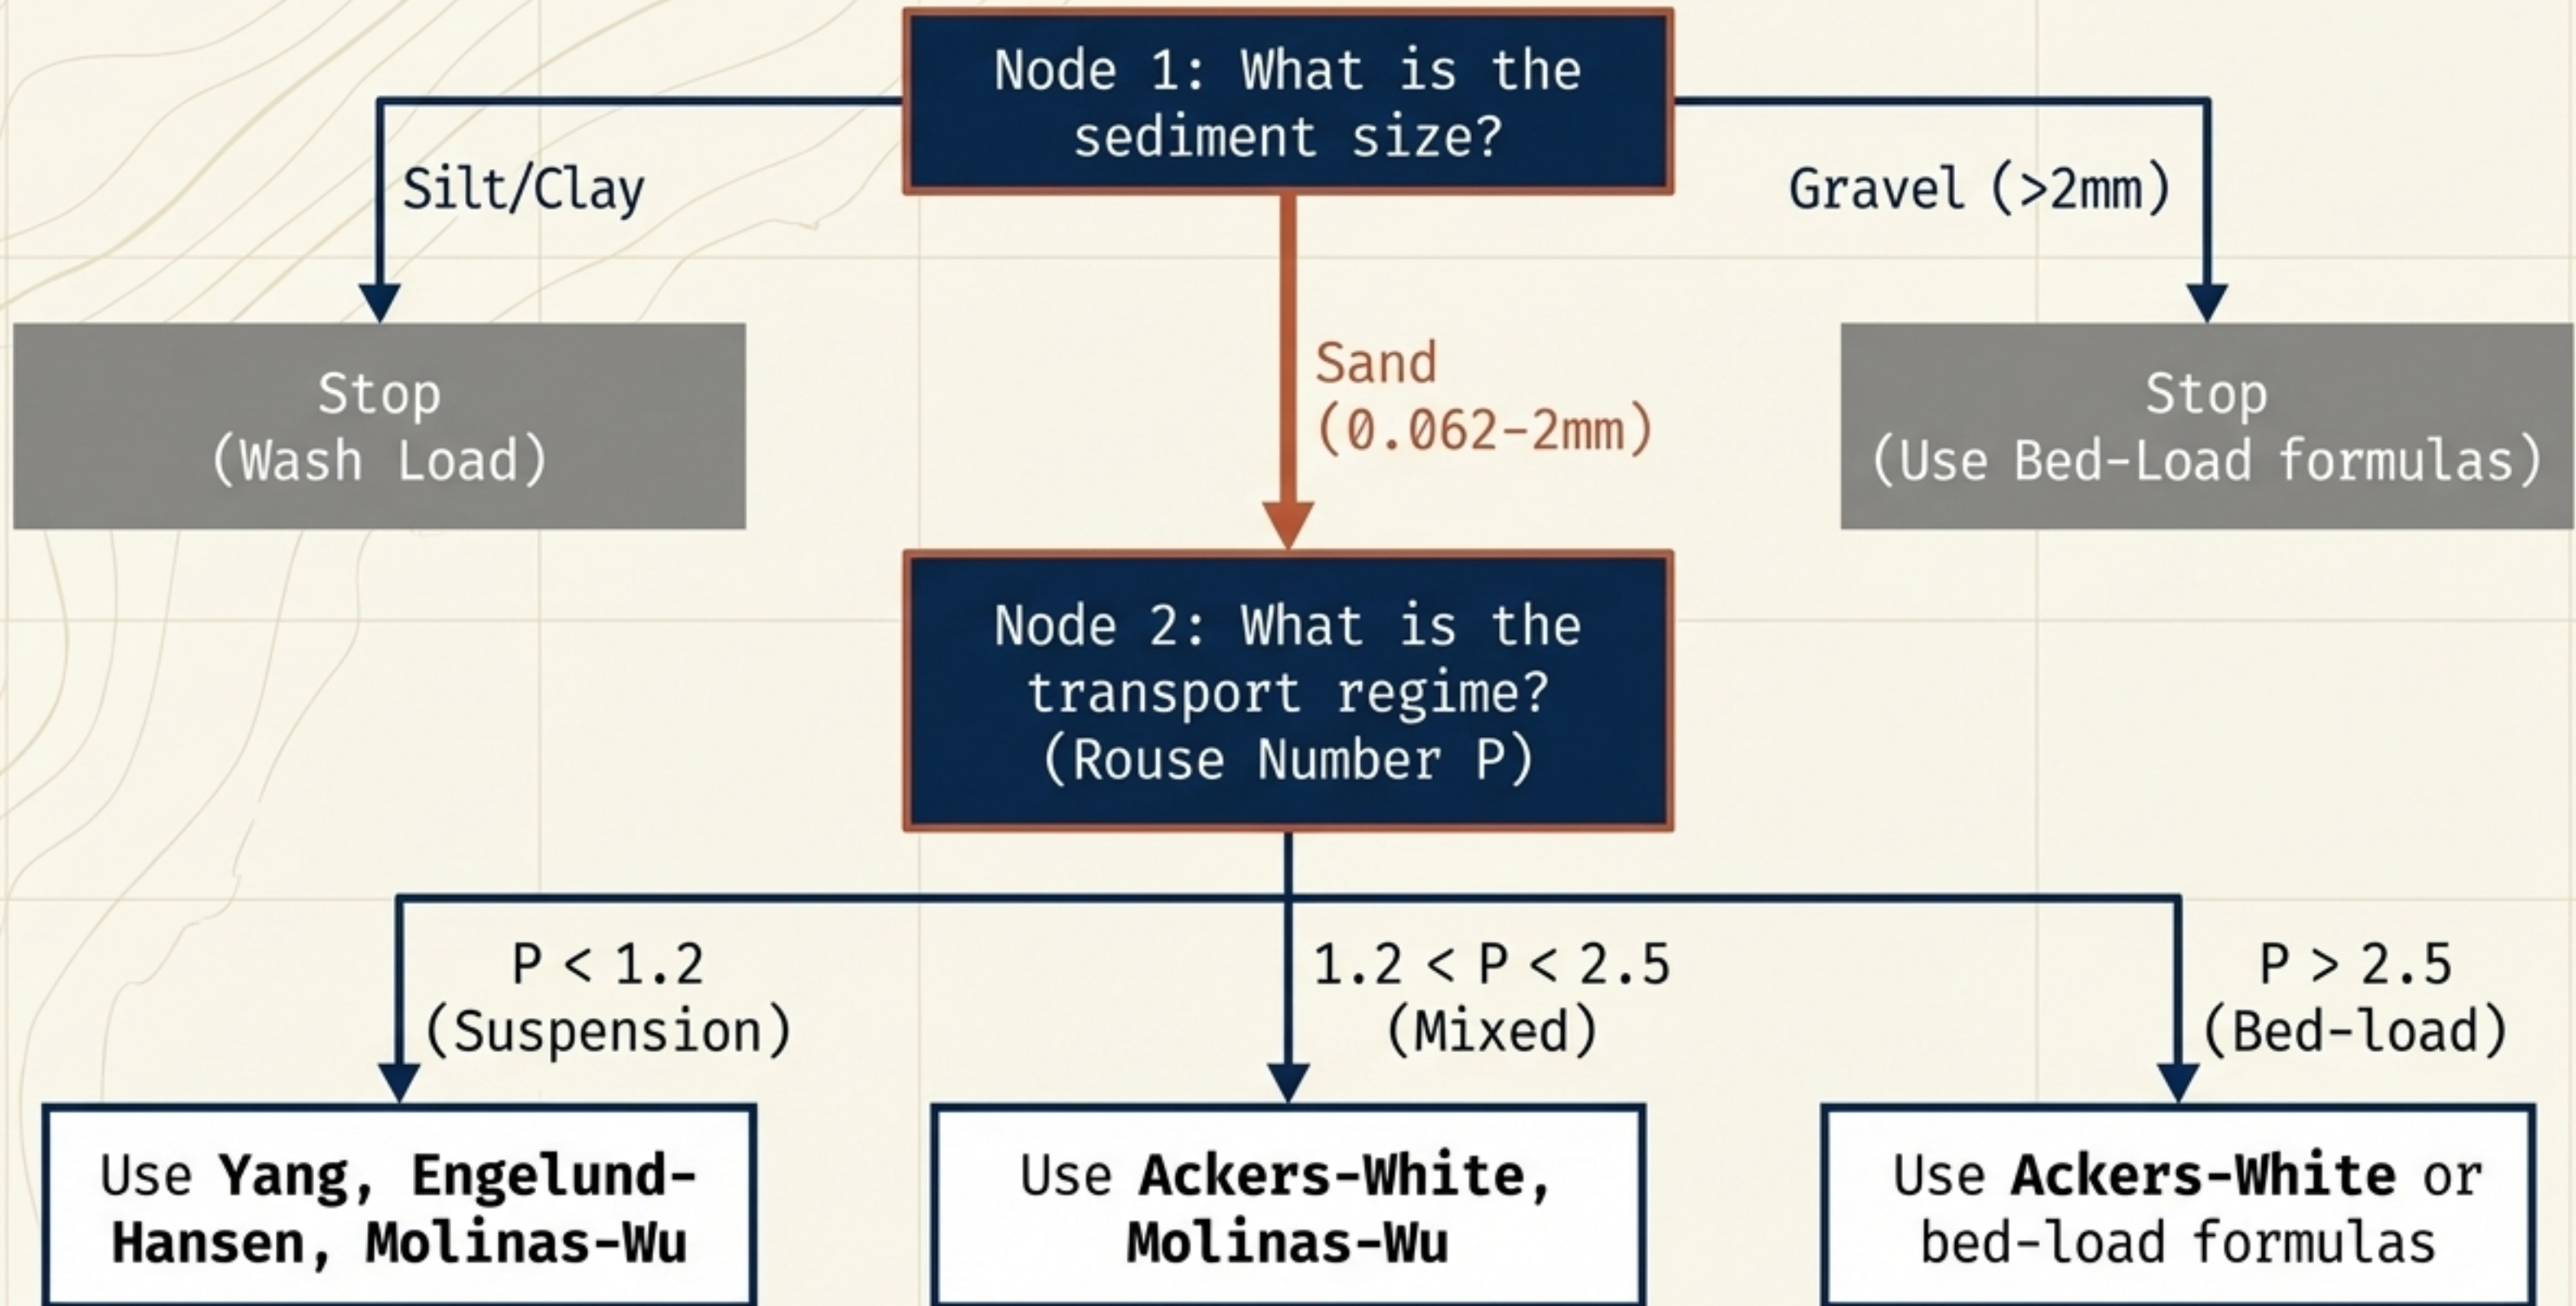 Node 1: What is the
sediment size?
Silt/Clay
Gravel (>2mm)
Stop
(Wash Load)
Sand
(0.062-2mm)
Stop
(Use Bed-Load formulas)
Node 2: What is the
transport regime?
(Rouse Number P)
P < 1.2
(Suspension)
1.2 < P < 2.5
(Mixed)
P > 2.5
(Bed-load)
Use Yang, Engelund-
Hansen, Molinas-Wu
Use Ackers-White,
Molinas-Wu
Use Ackers-White or
bed-load formulas